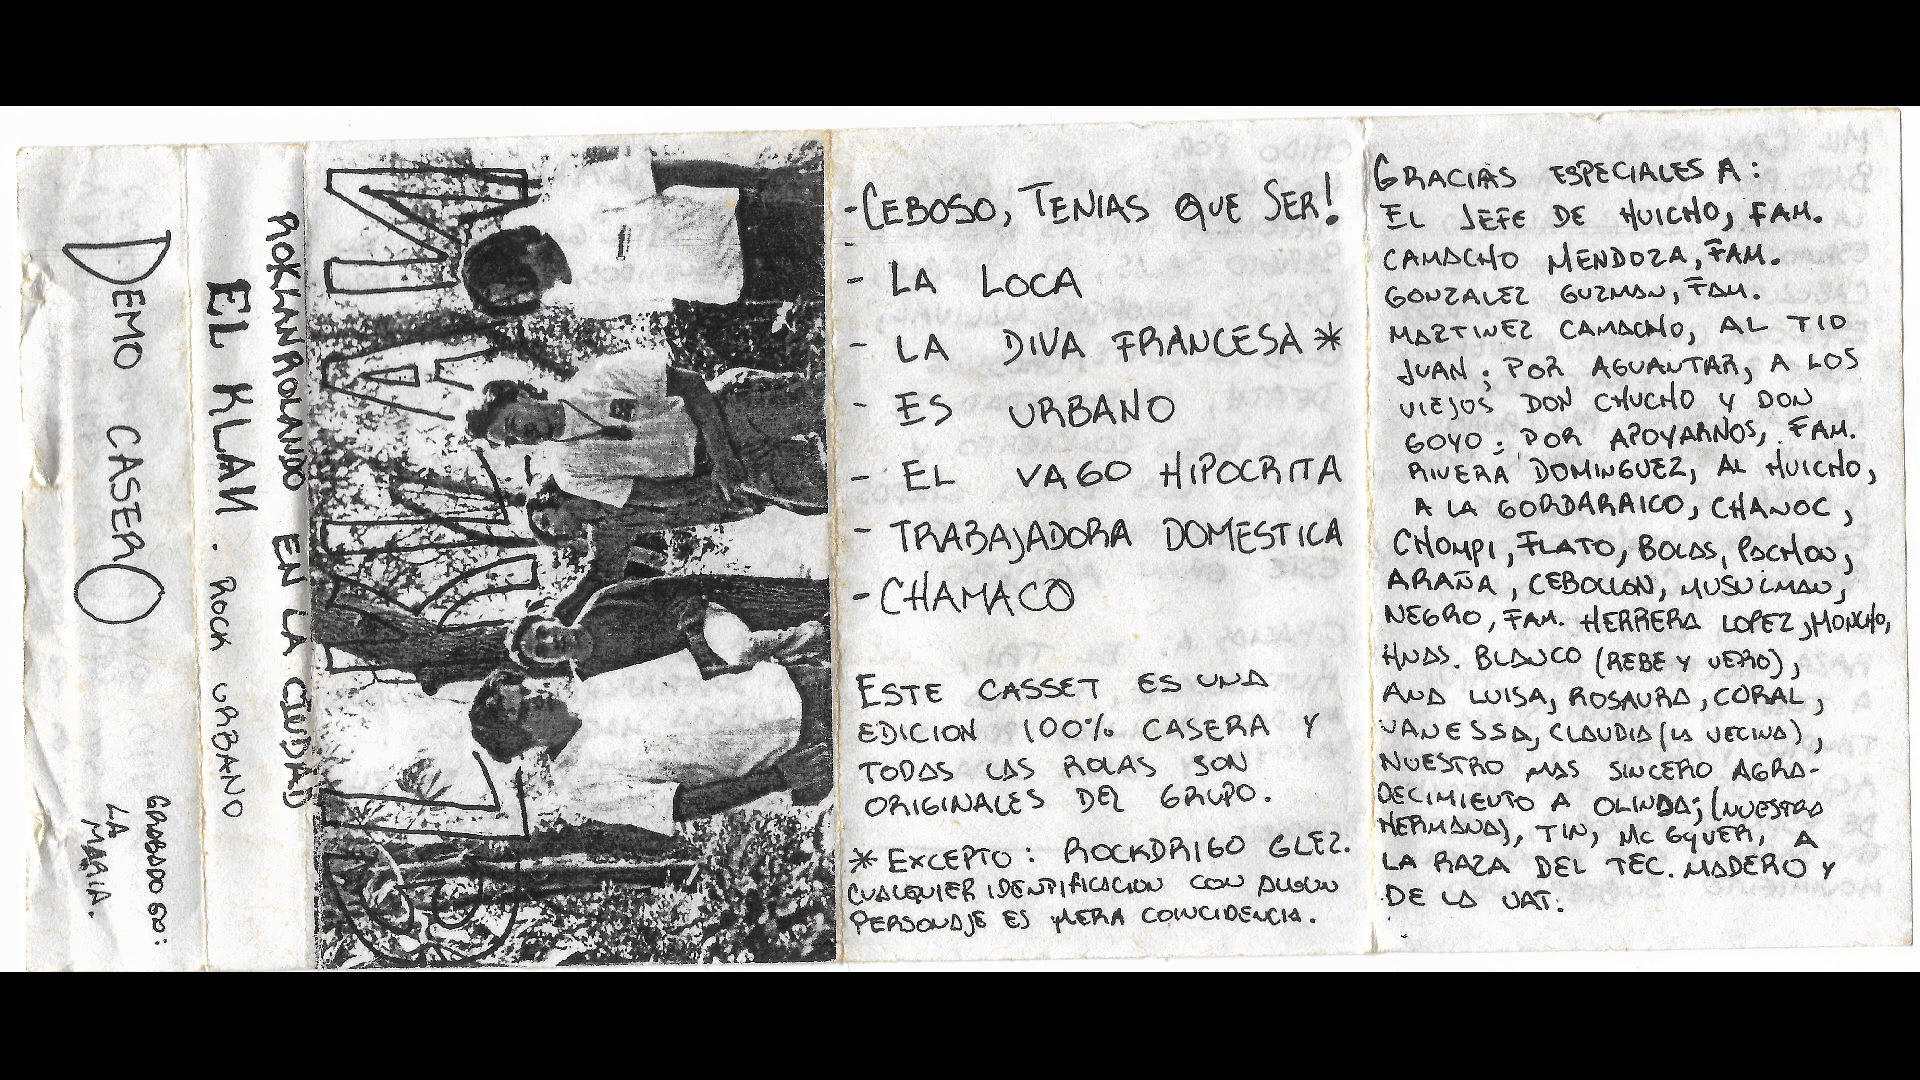 DEMO CASERO
GRABADO EN:
LA
MARIA.
EL KLAN . ROCK URBANO
ROKLANROLANDO EN LA CIUDAD
EL KLAN
-CEBOSO, TENIAS QUE SER!
- LA LOCA
- LA DIVA FRANCESA*
- ES URBANO
- EL VAGO HIPOCRITA
- TRABAJADORA DOMESTICA
-CHAMACO
ESTE CASSET ES UNA
EDICION 100% CASERA Y
TODAS LAS ROLAS SON
ORIGINALES DEL GRUPO.
* EXCEPTO: ROCKDRIGO GLEZ.
CUALQUIER IDENTIFICACION CON ALGUN
PERSONAJE ES MERA COINCIDENCIA.
GRACIAS ESPECIALES A:
EL JEFE DE HUICHO, FAM.
CAMACHO MENDOZA, FAM.
GONZALEZ GUZMAN, FAM.
MARTINEZ CAMACHO, AL TIO
JUAN; POR AGUANTAR, A LOS
VIEJOS DON CHUCHO Y DON
GOYO; POR APOYARNOS, FAM.
RIVERA DOMINGUEZ, AL HUICHO,
A LA GORDARAICO, CHANOC,
CHOMPI, FLATO, BOLAS, PACHON,
ARAÑA, CEBOLLON, MUSULMAN,
NEGRO, FAM. HERRERA LOPEZ, MONCHO,
HNAS. BLANCO (REBE Y VERO),
ANA LUISA, ROSAURA, CORAL,
VANESSA, CLAUDIA (LA VECINA),
NUESTRO MAS SINCERO AGRA-
DECIMIENTO A OLINDA; (NUESTRA
HERMANA), TIN, MC GYVER, A
LA RAZA DEL TEC. MADERO Y
DE LA UAT.